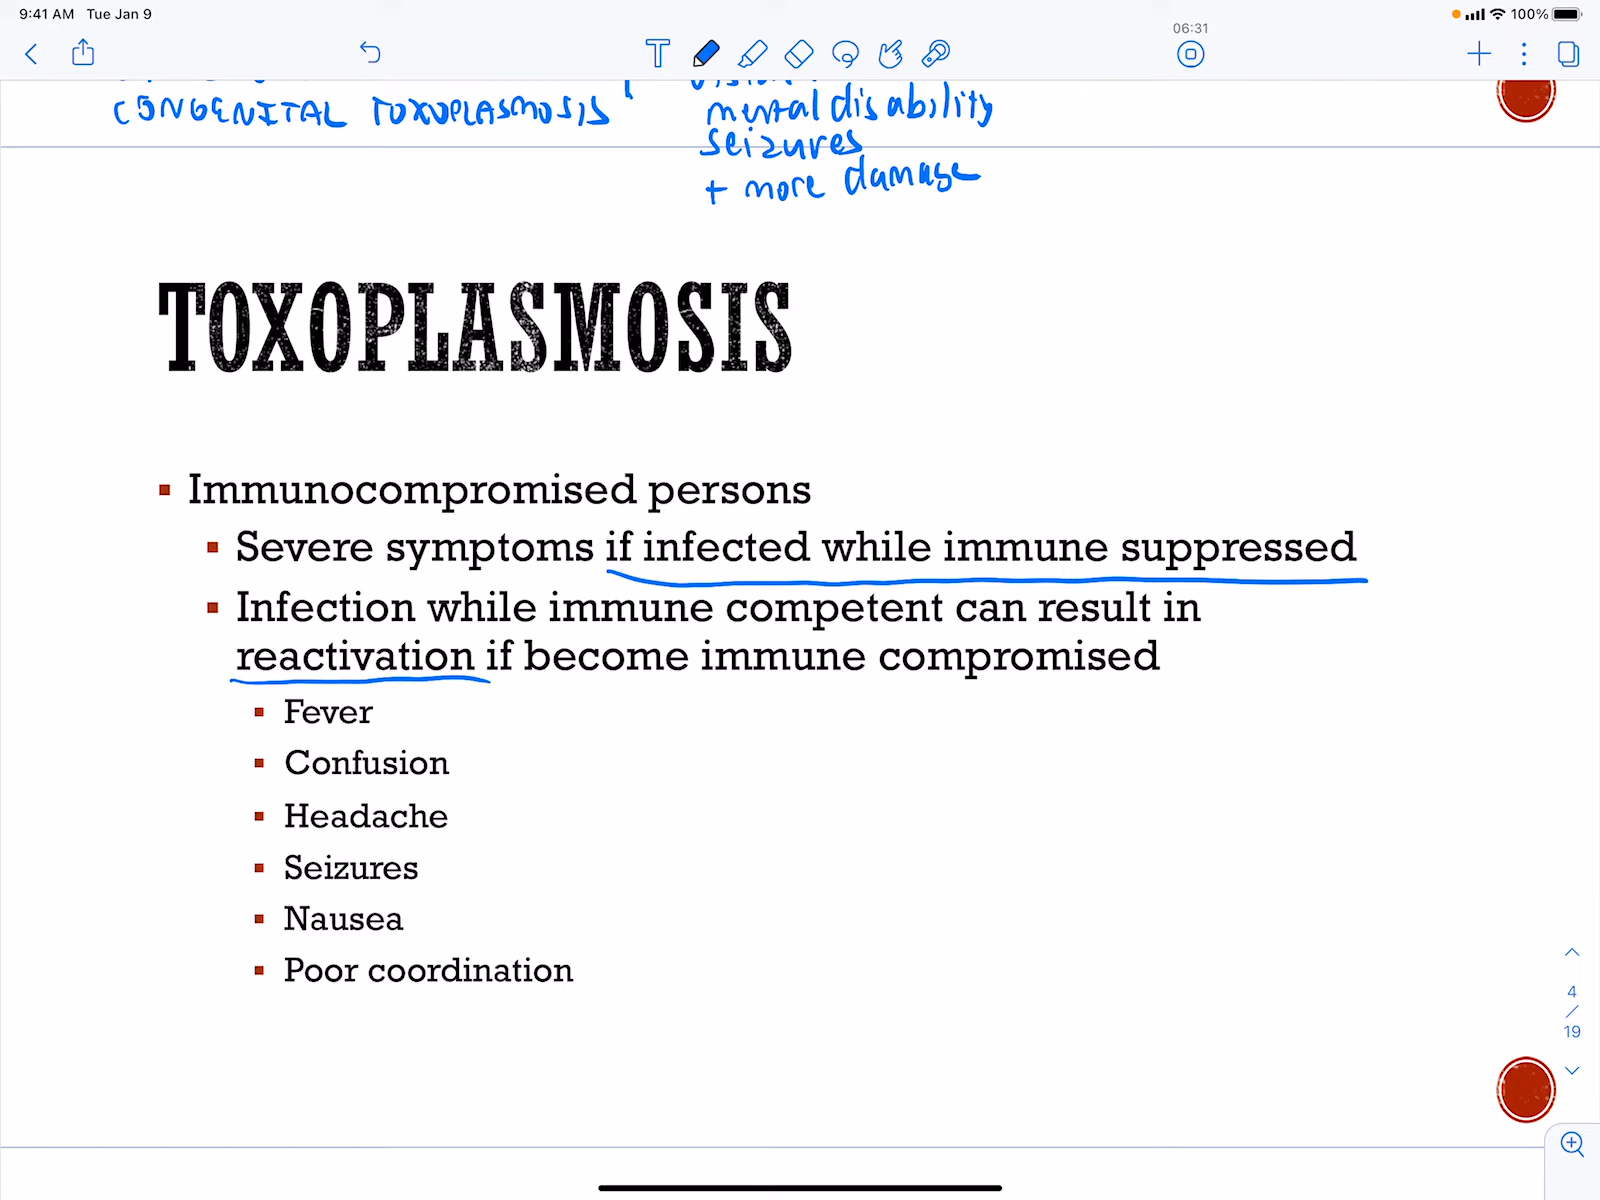 9:41 AM Tue Jan 9
100%
06:31
CONGENITAL TOXOPLASMOSIS
mental disability
seizures
+ more damage
TOXOPLASMOSIS
Immunocompromised persons
Severe symptoms if infected while immune suppressed
Infection while immune competent can result in
reactivation if become immune compromised
Fever
Confusion
Headache
Seizures
Nausea
Poor coordination
4
/
19